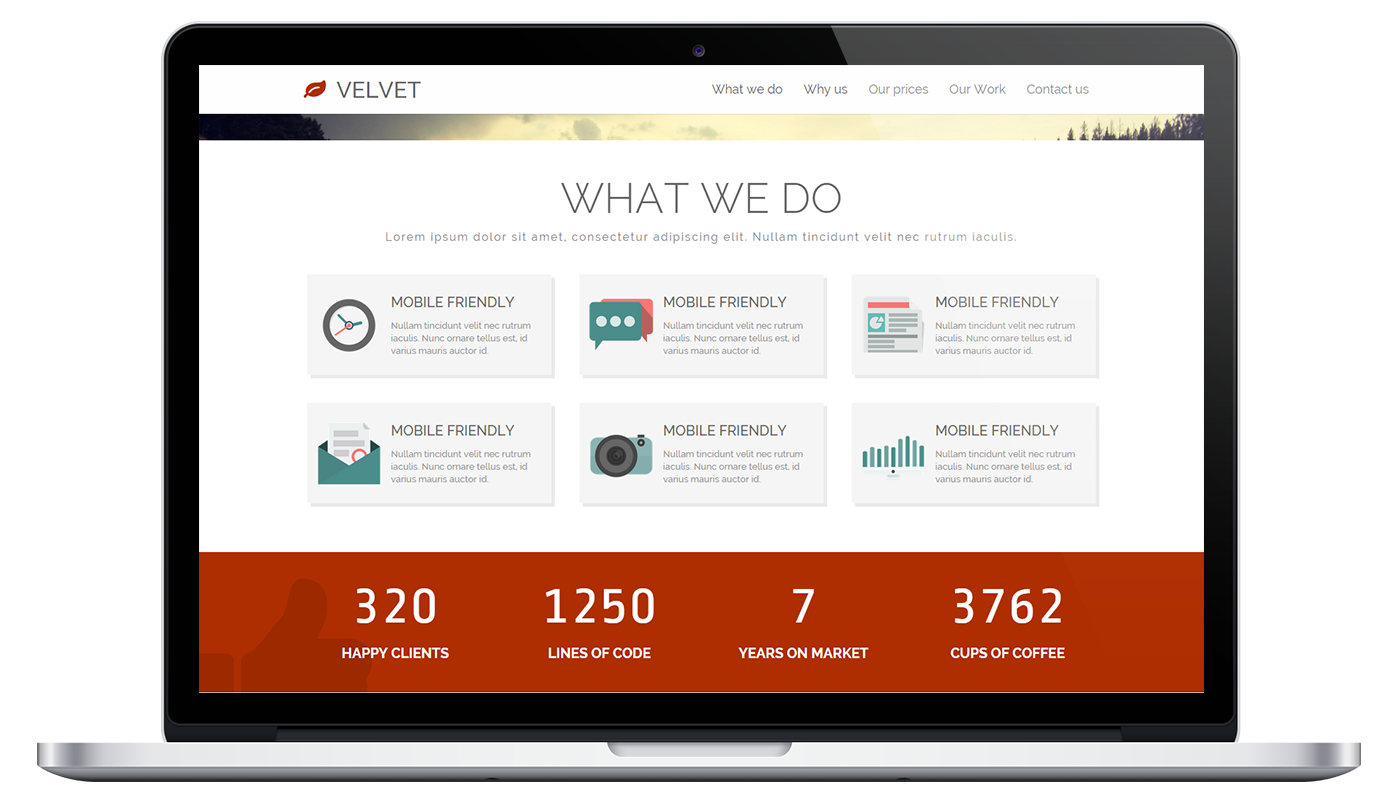 VELVET
What we do Why us Our prices Our Work Contact us
WHAT WE DO
Lorem ipsum dolor sit amet, consectetur adipiscing elit. Nullam tincidunt velit nec rutrum iaculis.
MOBILE FRIENDLY
Nullam tincidunt velit nec rutrum
iaculis. Nunc ornare tellus est, id
varius mauris auctor id.
MOBILE FRIENDLY
Nullam tincidunt velit nec rutrum
iaculis. Nunc ornare tellus est, id
varius mauris auctor id.
MOBILE FRIENDLY
Nullam tincidunt velit nec rutrum
iaculis. Nunc ornare tellus est, id
varius mauris auctor id.
MOBILE FRIENDLY
Nullam tincidunt velit nec rutrum
iaculis. Nunc ornare tellus est, id
varius mauris auctor id.
MOBILE FRIENDLY
Nullam tincidunt velit nec rutrum
iaculis. Nunc ornare tellus est, id
varius mauris auctor id.
MOBILE FRIENDLY
Nullam tincidunt velit nec rutrum
iaculis. Nunc ornare tellus est, id
varius mauris auctor id.
320
HAPPY CLIENTS
1250
LINES OF CODE
7
YEARS ON MARKET
3762
CUPS OF COFFEE